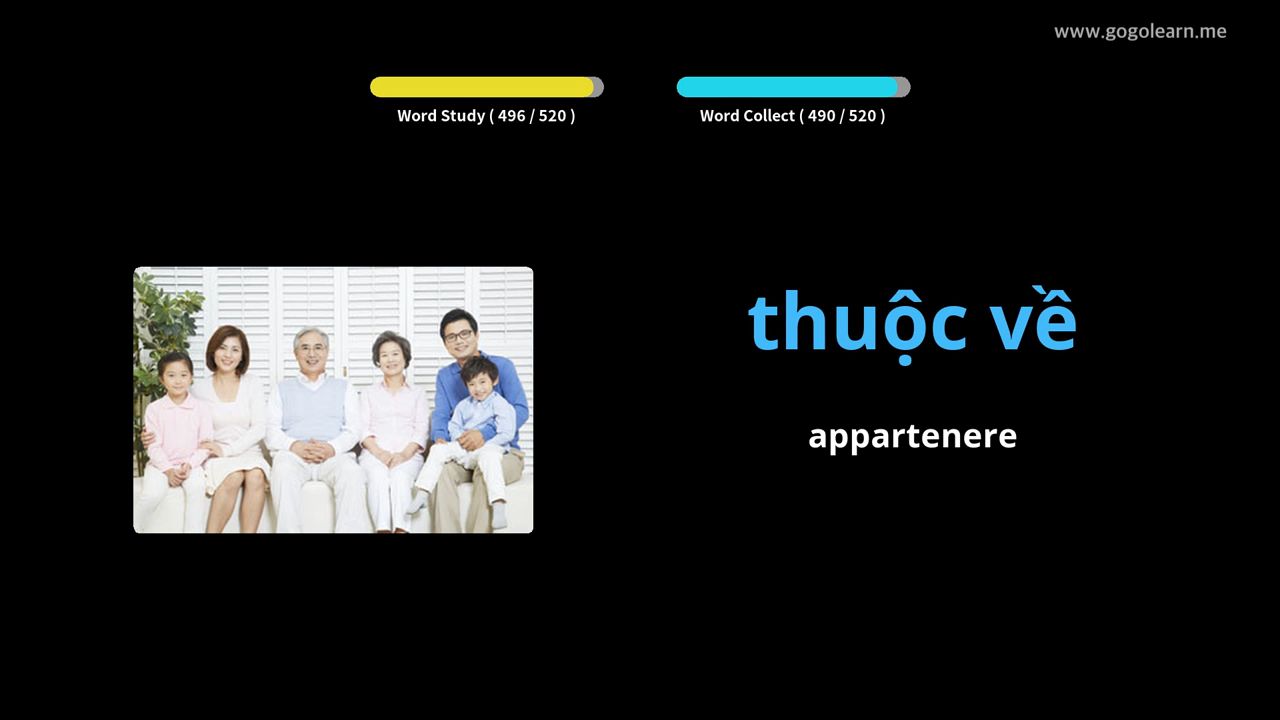 www.gogolearn.me
Word Study ( 496 / 520 )
Word Collect ( 490 / 520 )
thuộc về
appartenere